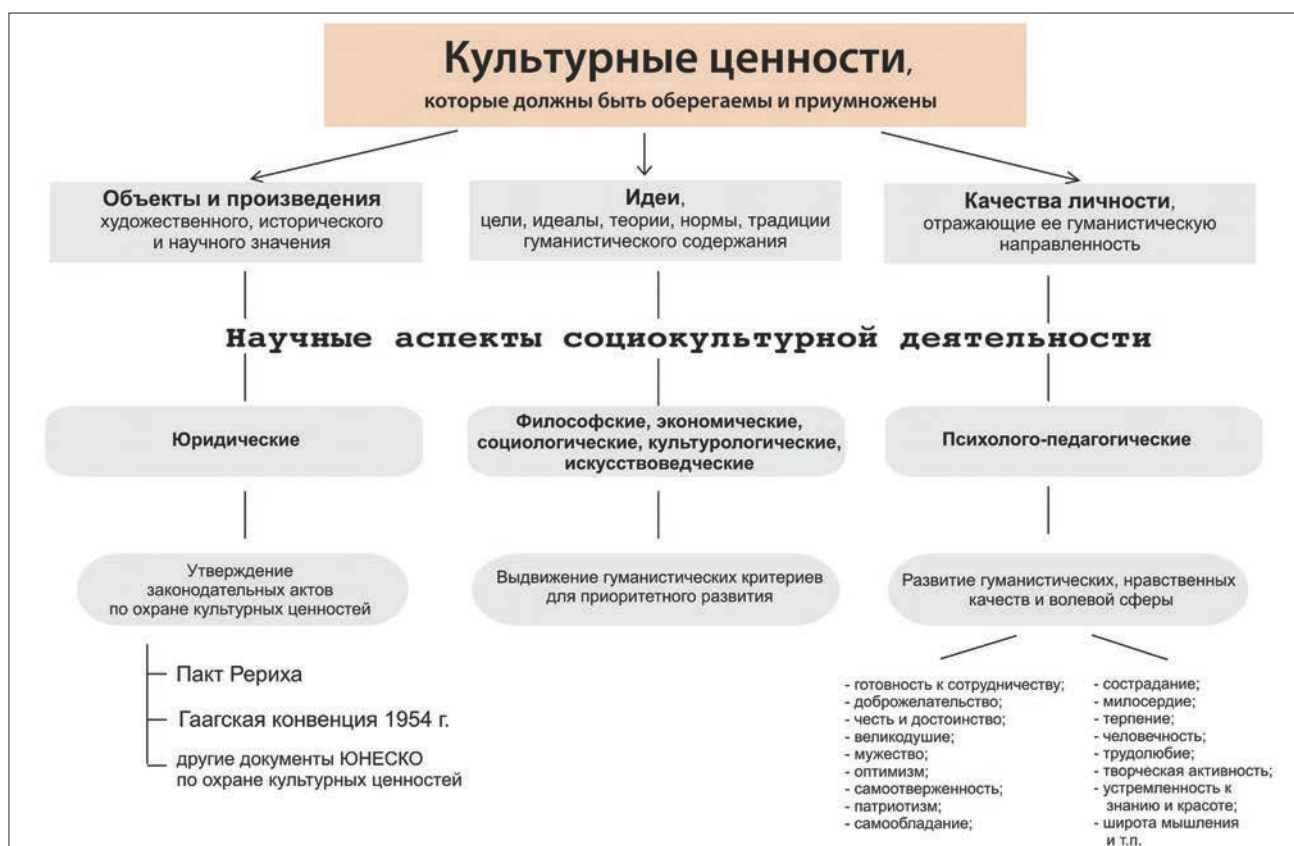 Культурные ценности,
которые должны быть оберегаемы и приумножены
Объекты и произведения
художественного, исторического
и научного значения
Идеи,
цели, идеалы, теории, нормы, традиции
гуманистического содержания
Качества личности,
отражающие ее гуманистическую
направленность
Научные аспекты социокультурной деятельности
Юридические
Философские, экономические,
социологические, культурологические,
искусствоведческие
Психолого-педагогические
Утверждение
законодательных актов
по охране культурных ценностей
Выдвижение гуманистических критериев
для приоритетного развития
Развитие гуманистических, нравственных
качеств и волевой сферы
Пакт Рериха
Гаагская конвенция 1954 г.
другие документы ЮНЕСКО
по охране культурных ценностей
- готовность к сотрудничеству;
- доброжелательство;
- честь и достоинство;
- великодушие;
- мужество;
- оптимизм;
- самоотверженность;
- патриотизм;
- самообладание;
- сострадание;
- милосердие;
- терпение;
- человечность;
- трудолюбие;
- творческая активность;
- устремленность к
знанию и красоте;
- широта мышления
и т.п.